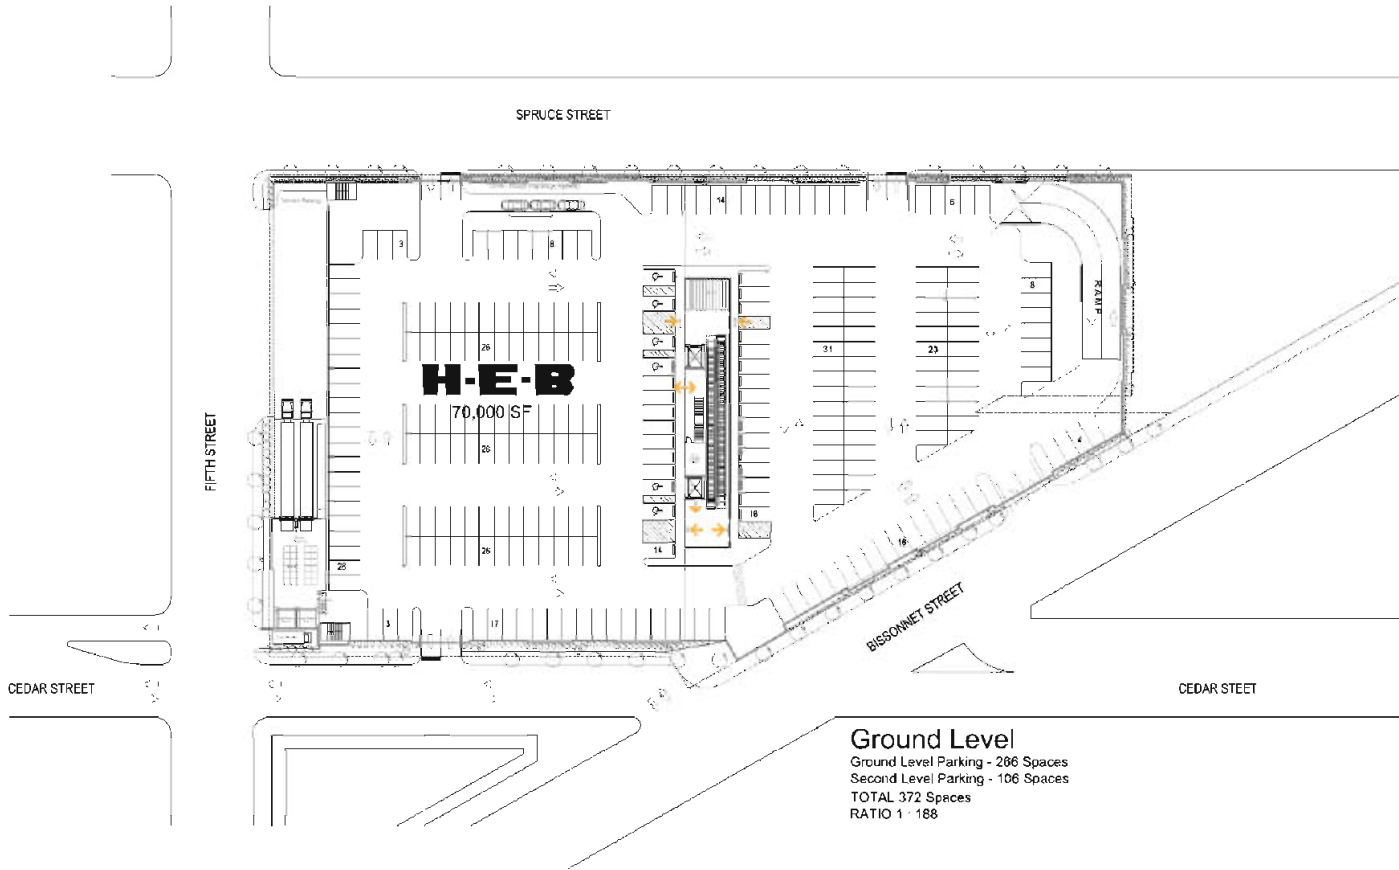 SPRUCE STREET
14
6
3
8
8
RAMP
26
31
23
H-E-B
70,000 SF
FIFTH STREET
26
4
18
16
26
14
28
3
17
BISSONNET STREET
CEDAR STREET
CEDAR STEET
Ground Level
Ground Level Parking - 266 Spaces
Second Level Parking - 106 Spaces
TOTAL 372 Spaces
RATIO 1 : 188